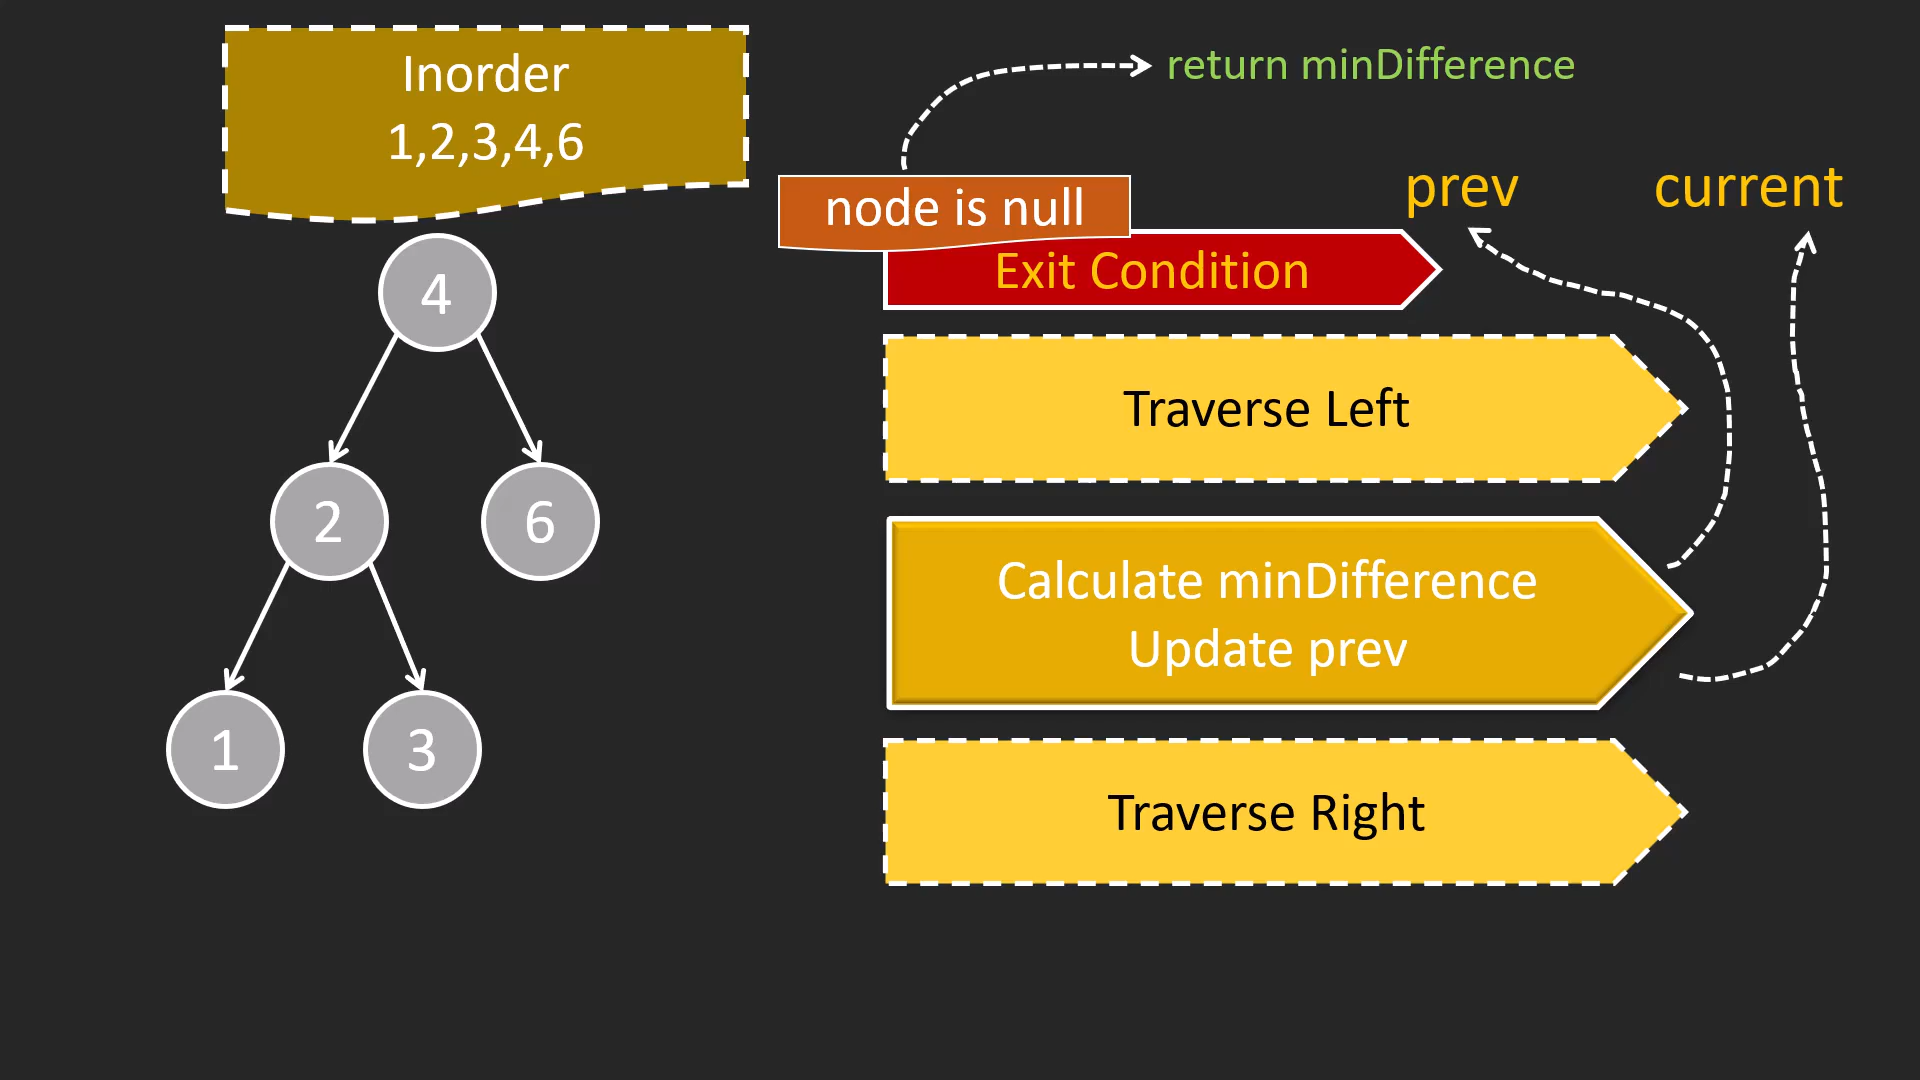 Inorder
1,2,3,4,6
return minDifference
node is null
prev
current
Exit Condition
4
Traverse Left
2
6
Calculate minDifference
Update prev
1
3
Traverse Right